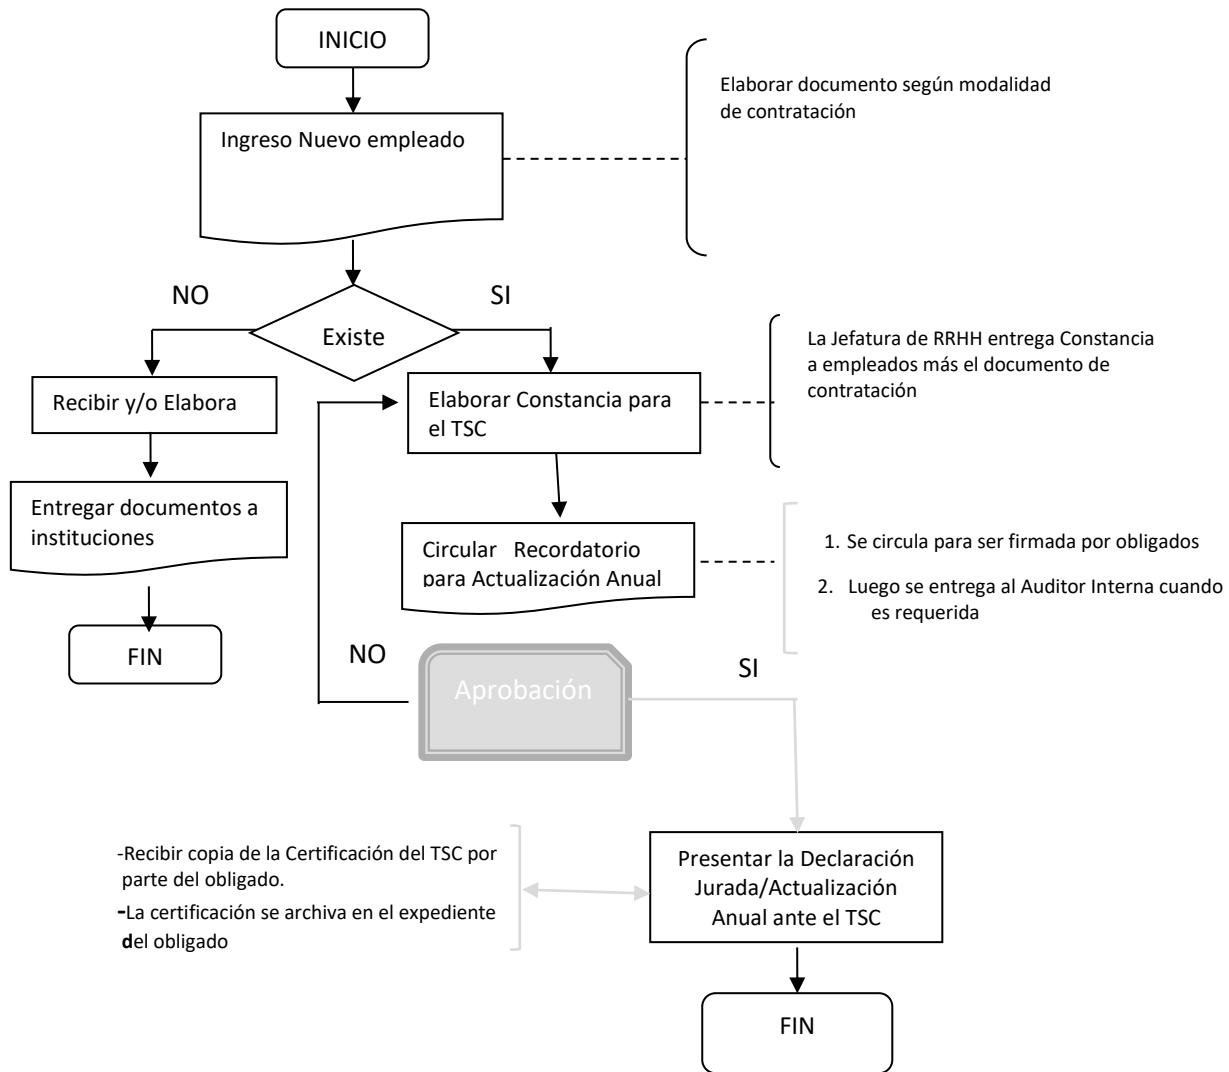 INICIO
Elaborar documento según modalidad
de contratación
Ingreso Nuevo empleado
NO
SI
Existe
La Jefatura de RRHH entrega Constancia
a empleados más el documento de
contratación
Recibir y/o Elabora
Elaborar Constancia para
el TSC
Entregar documentos a
instituciones
Circular Recordatorio
para Actualización Anual
1. Se circula para ser firmada por obligados
2. Luego se entrega al Auditor Interna cuando
es requerida
FIN
NO
Aprobación
SI
-Recibir copia de la Certificación del TSC por
parte del obligado.
-La certificación se archiva en el expediente
del obligado
Presentar la Declaración
Jurada/Actualización
Anual ante el TSC
FIN